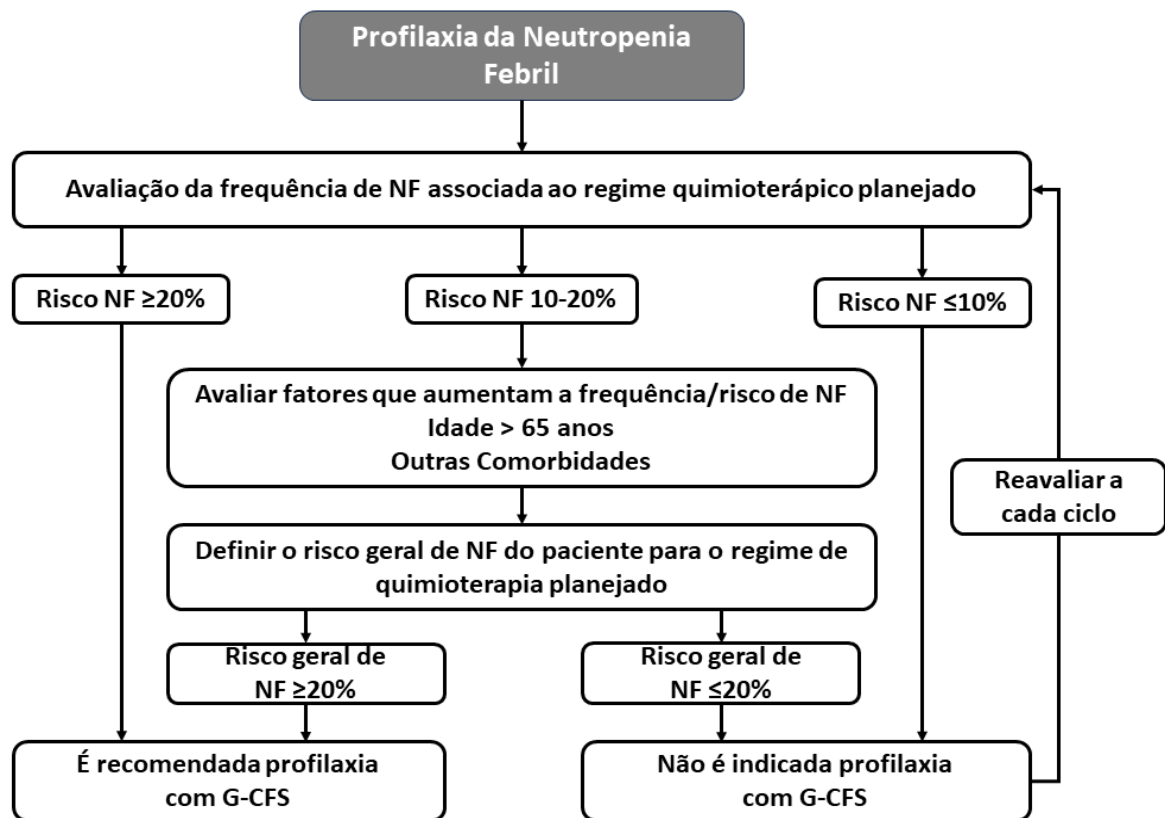 Profilaxia da Neutropenia
Febril
Avaliação da frequência de NF associada ao regime quimioterápico planejado
Risco NF ≥20%
Risco NF 10-20%
Risco NF ≤10%
Avaliar fatores que aumentam a frequência/risco de NF
Idade > 65 anos
Outras Comorbidades
Reavaliar a
cada ciclo
Definir o risco geral de NF do paciente para o regime de
quimioterapia planejado
Risco geral de
NF ≥20%
Risco geral de
NF ≤20%
É recomendada profilaxia
com G-CFS
Não é indicada profilaxia
com G-CFS